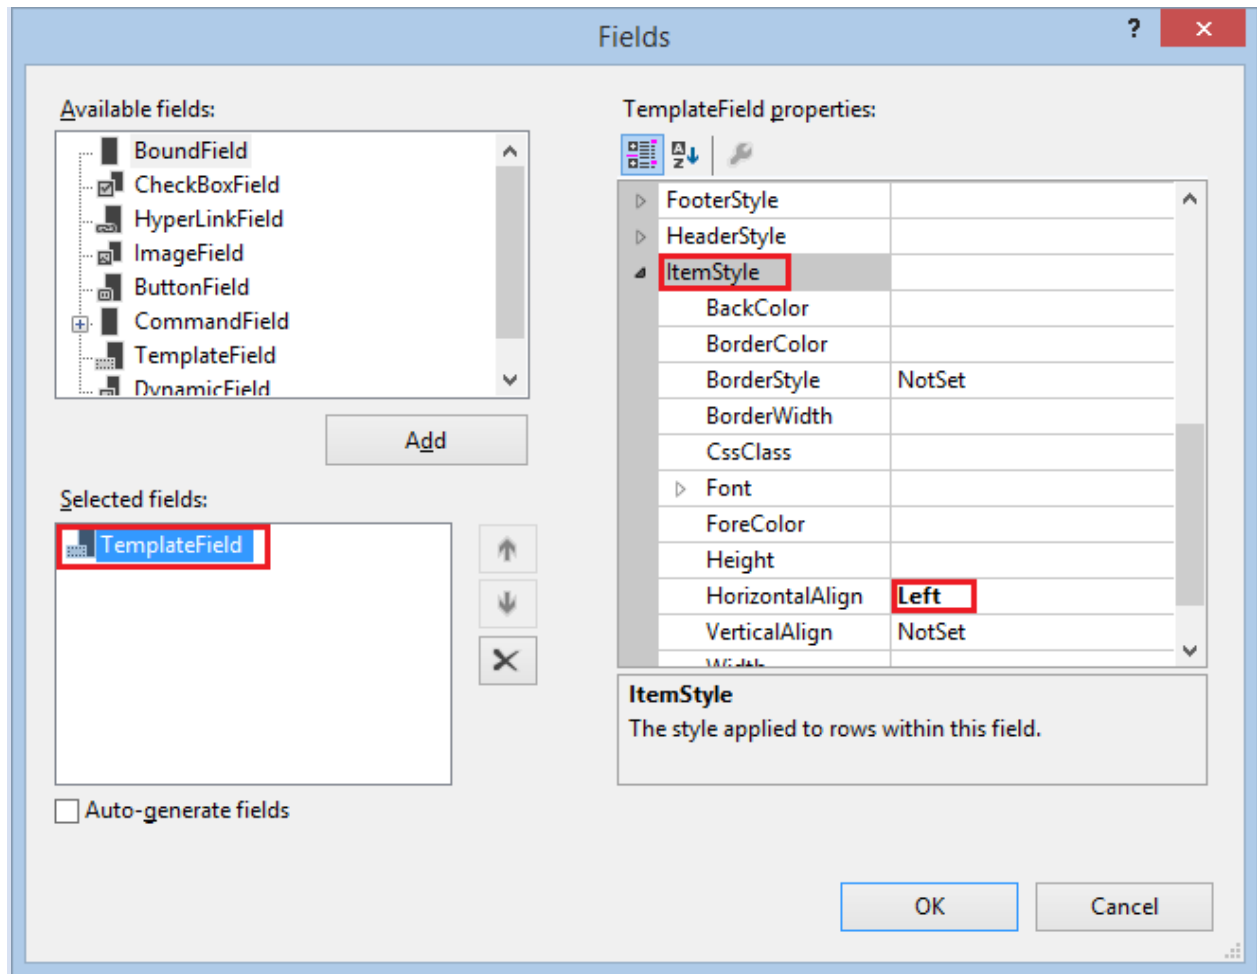 Fields
?
Available fields:
BoundField
CheckBoxField
HyperLinkField
ImageField
ButtonField
CommandField
TemplateField
DynamicField
Add
Selected fields:
TemplateField
Auto-generate fields
TemplateField properties:
FooterStyle
HeaderStyle
ItemStyle
BackColor
BorderColor
BorderStyle NotSet
BorderWidth
CssClass
Font
ForeColor
Height
HorizontalAlign Left
VerticalAlign NotSet
Width
ItemStyle
The style applied to rows within this field.
OK Cancel